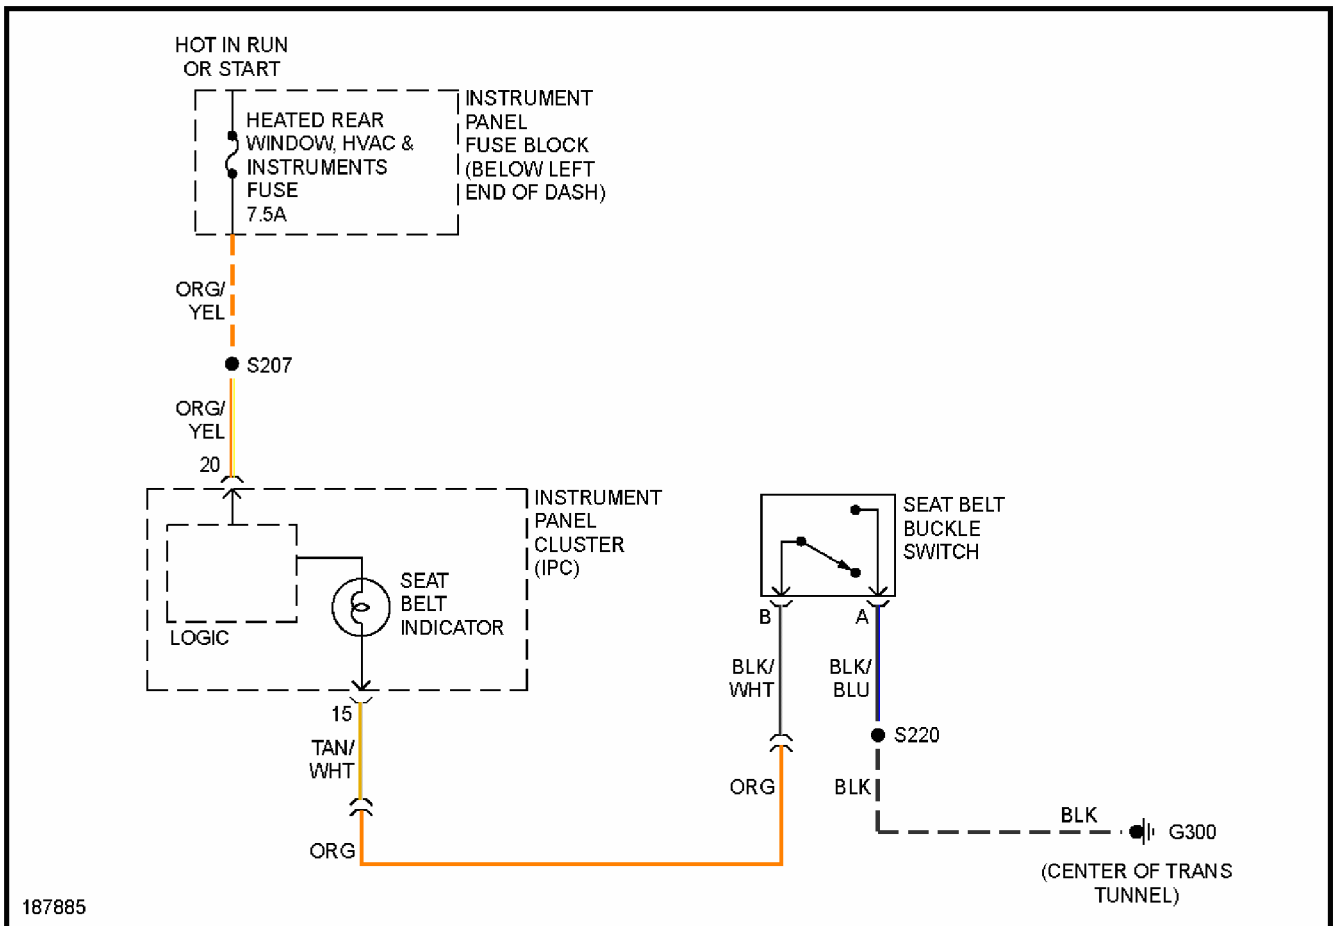 HOT IN RUN
OR START
HEATED REAR
WINDOW, HVAC &
INSTRUMENTS
FUSE
7.5A
INSTRUMENT
PANEL
FUSE BLOCK
(BELOW LEFT
END OF DASH)
ORG/
YEL
S207
ORG/
YEL
20
INSTRUMENT
PANEL
CLUSTER
(IPC)
LOGIC
SEAT
BELT
INDICATOR
15
TAN/
WHT
ORG
SEAT BELT
BUCKLE
SWITCH
B
A
BLK/
WHT
BLK/
BLU
S220
ORG
BLK
BLK
G300
(CENTER OF TRANS
TUNNEL)
187885